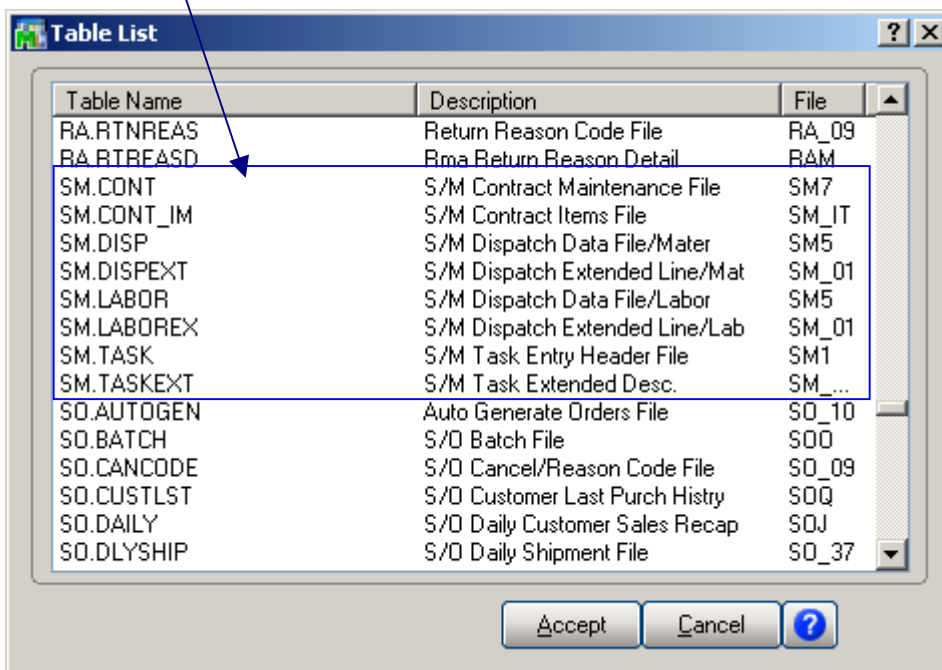 Table List
Table Name Description File
RA.RTNREAS Return Reason Code File RA_09
RA.RTREASD Rma Return Reason Detail RAM
SM.CONT S/M Contract Maintenance File SM7
SM.CONT_IM S/M Contract Items File SM_IT
SM.DISP S/M Dispatch Data File/Mater SM5
SM.DISPEXT S/M Dispatch Extended Line/Mat SM_01
SM.LABOR S/M Dispatch Data File/Labor SM5
SM.LABOREX S/M Dispatch Extended Line/Lab SM_01
SM.TASK S/M Task Entry Header File SM1
SM.TASKEXT S/M Task Extended Desc. SM_...
SO.AUTOGEN Auto Generate Orders File SO_10
SO.BATCH S/O Batch File SOO
SO.CANCODE S/O Cancel/Reason Code File SO_09
SO.CUSTLST S/O Customer Last Purch Histry SOQ
SO.DAILY S/O Daily Customer Sales Recap SOJ
SO.DLYSHIP S/O Daily Shipment File SO_37
Accept Cancel ?